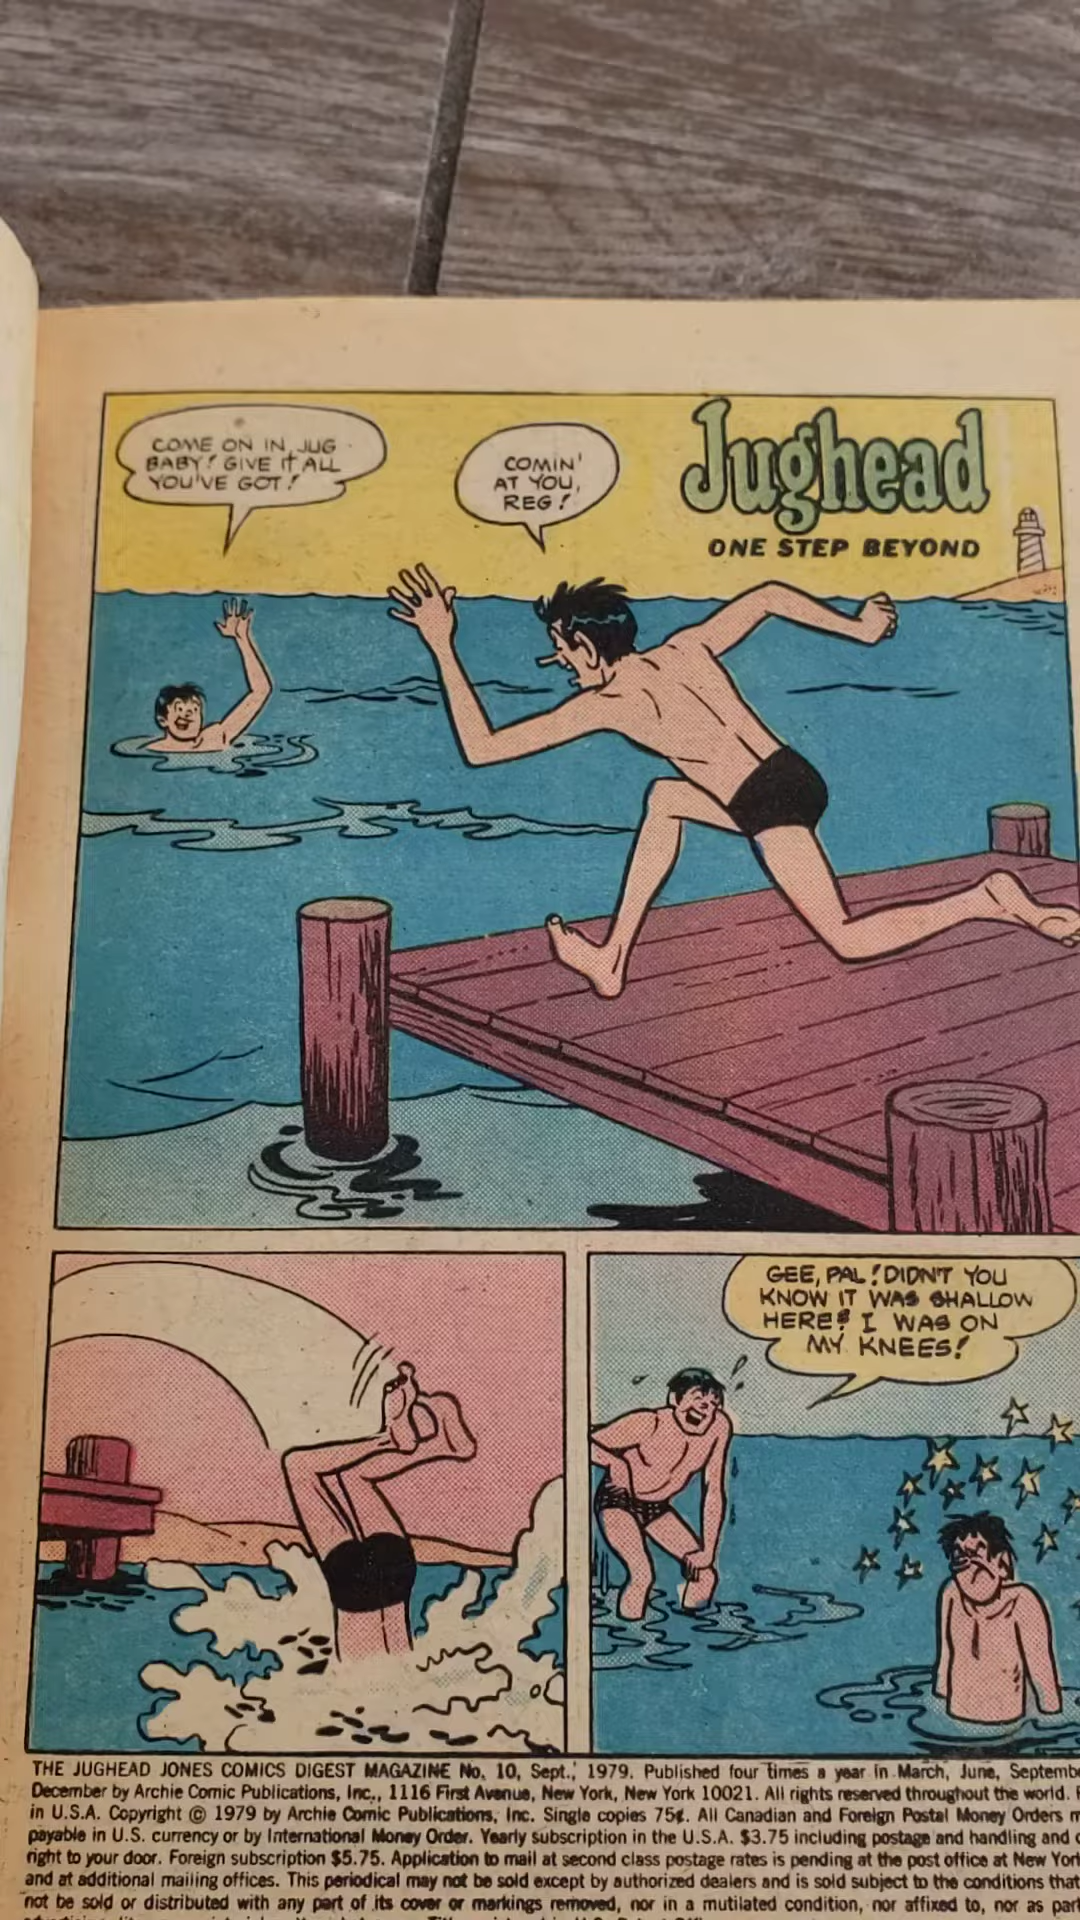 COME ON IN, JUG
BABY! GIVE IT ALL
YOU'VE GOT!
COMIN'
AT YOU,
REG!
Jughead
ONE STEP BEYOND
GEE, PAL! DIDN'T YOU
KNOW IT WAS SHALLOW
HERE? I WAS ON
MY KNEES!
THE JUGHEAD JONES COMICS DIGEST MAGAZINE No. 10, Sept., 1979. Published four times a year in March, June, Septembe
December by Archie Comic Publications, Inc., 1116 First Avenue, New York, New York 10021. All rights reserved throughout the world.
in U.S.A. Copyright © 1979 by Archie Comic Publications, Inc. Single copies 75¢. All Canadian and Foreign Postal Money Orders m
payable in U.S. currency or by International Money Order. Yearly subscription in the U.S.A. $3.75 including postage and handling and
right to your door. Foreign subscription $5.75. Application to mail at second class postage rates is pending at the post office at New York
and at additional mailing offices. This periodical may not be sold except by authorized dealers and is sold subject to the conditions that
not be sold or distributed with any part of its cover or markings removed, nor in a mutilated condition, nor affixed to, nor as part